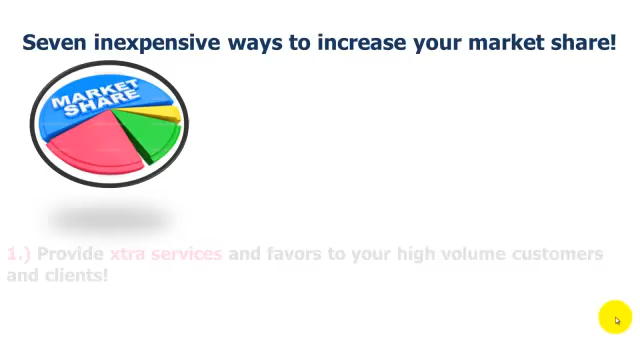 Seven inexpensive ways to increase your market share!
MARKET
SHARE
1.) Provide xtra services and favors to your high volume customers
and clients!